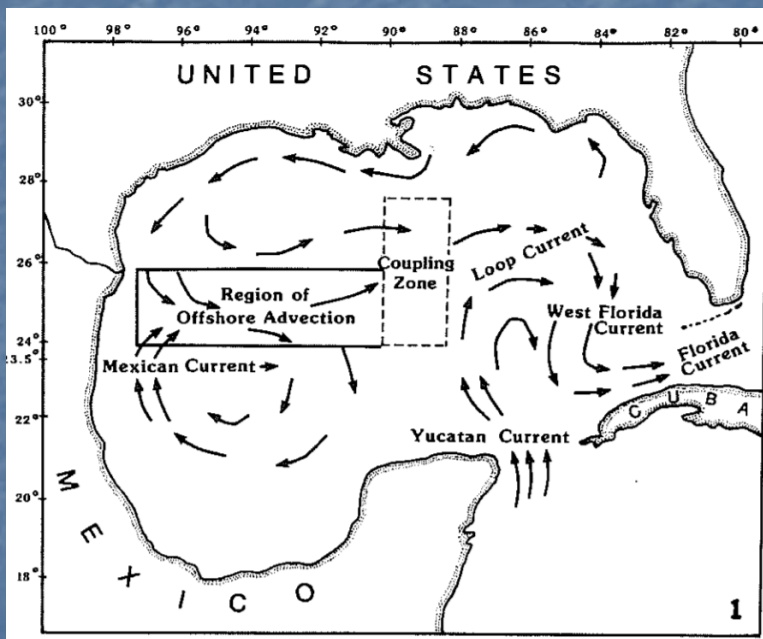 100° 98° 96° 94° 92° 90° 88° 86° 84° 82° 80°
UNITED STATES
30°
28°
26°
24°
23.5°
22°
20°
18°
Coupling
Zone
Loop Current
Region of
Offshore Advection
West Florida
Current
Florida
Current
Mexican Current
CUBA
Yucatan Current
MEXICO
1